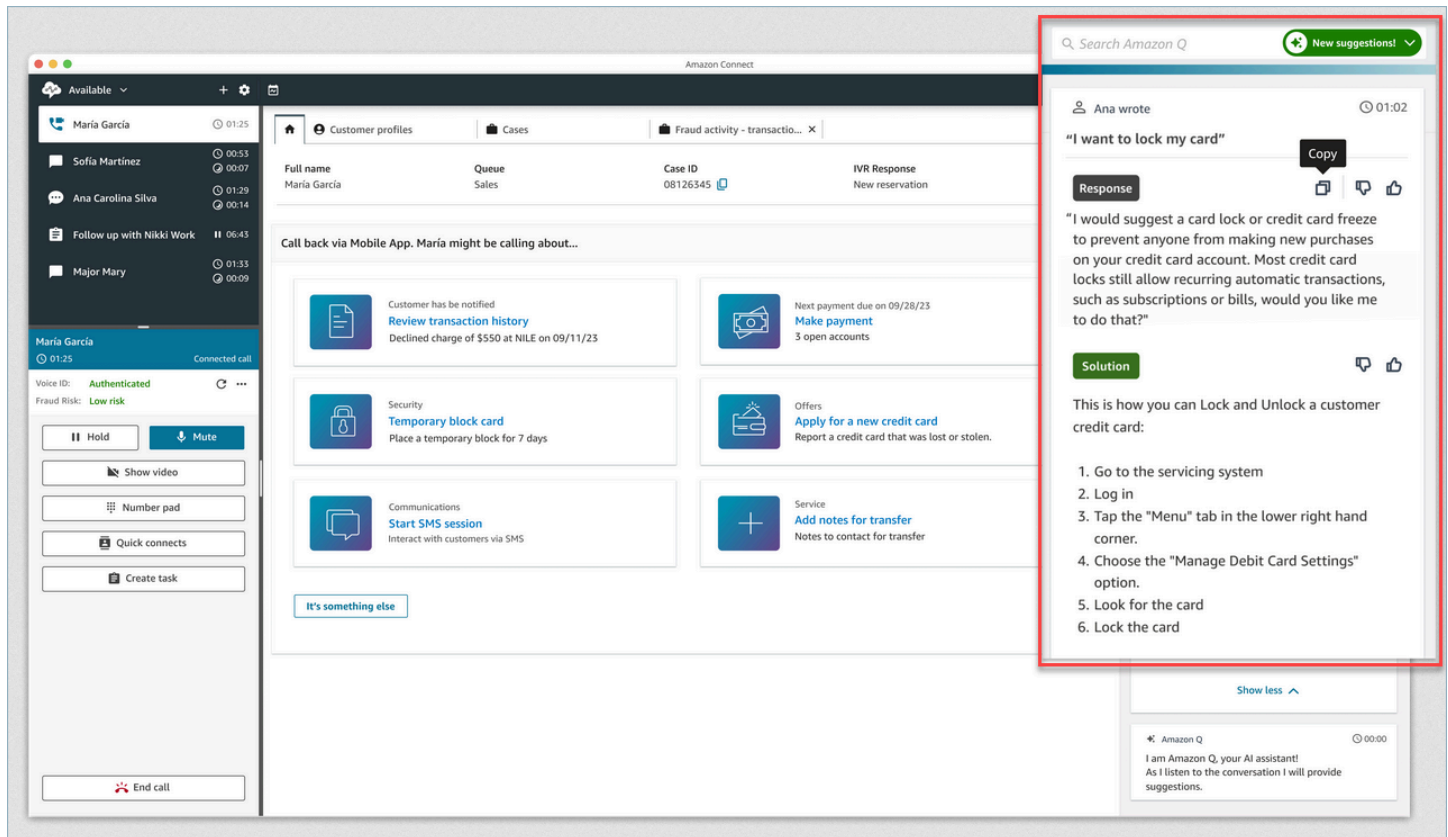 Amazon Connect
Available
María García 01:25
Sofía Martínez 00:53
00:07
Ana Carolina Silva 01:29
00:14
Follow up with Nikki Work 06:43
Major Mary 01:33
00:09
María García
01:25 Connected call
Voice ID: Authenticated
Fraud Risk: Low risk
Hold Mute
Show video
Number pad
Quick connects
Create task
End call
Customer profiles Cases Fraud activity - transactio...
Full name Queue Case ID IVR Response
María García Sales 08126345 New reservation
Call back via Mobile App. María might be calling about...
Customer has be notified
Review transaction history
Declined charge of $550 at NILE on 09/11/23
Next payment due on 09/28/23
Make payment
3 open accounts
Security
Temporary block card
Place a temporary block for 7 days
Offers
Apply for a new credit card
Report a credit card that was lost or stolen.
Communications
Start SMS session
Interact with customers via SMS
Service
Add notes for transfer
Notes to contact for transfer
It's something else
Search Amazon Q New suggestions!
Ana wrote 01:02
“I want to lock my card”
Copy
Response
“I would suggest a card lock or credit card freeze
to prevent anyone from making new purchases
on your credit card account. Most credit card
locks still allow recurring automatic transactions,
such as subscriptions or bills, would you like me
to do that?"
Solution
This is how you can Lock and Unlock a customer
credit card:
1. Go to the servicing system
2. Log in
3. Tap the "Menu" tab in the lower right hand
corner.
4. Choose the "Manage Debit Card Settings"
option.
5. Look for the card
6. Lock the card
Show less
Amazon Q 00:00
I am Amazon Q, your AI assistant!
As I listen to the conversation I will provide
suggestions.